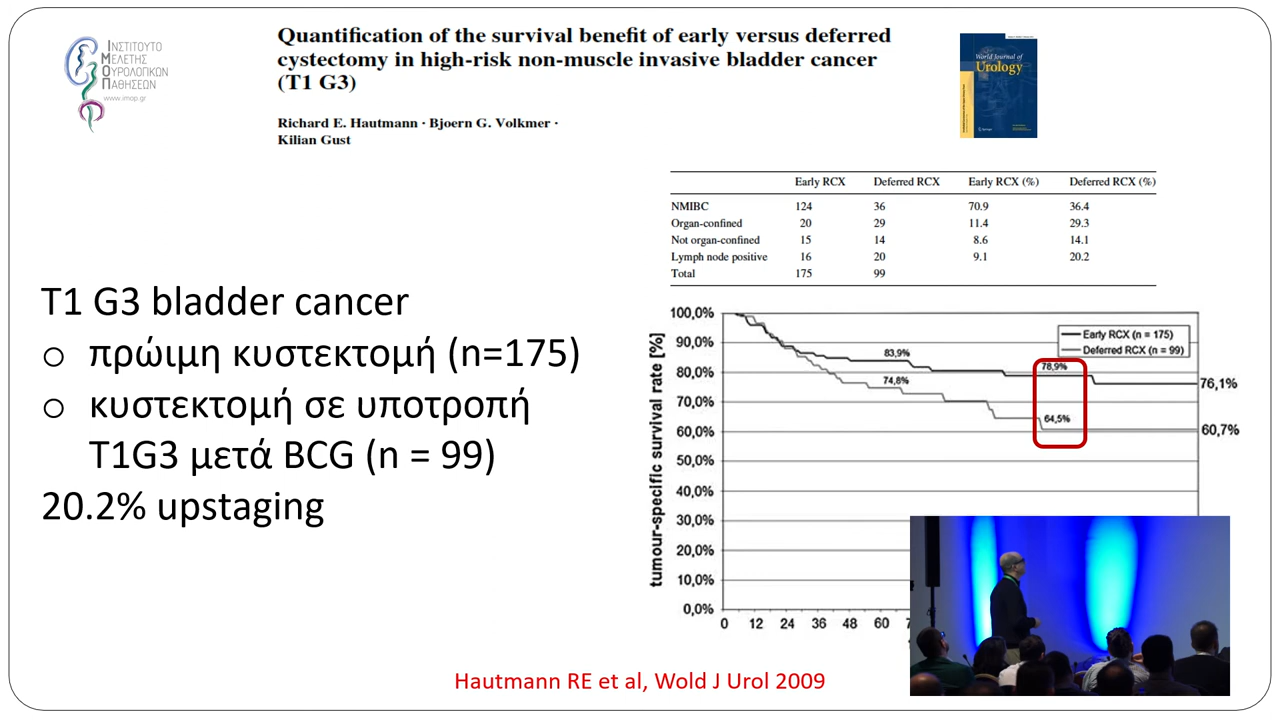 ΙΝΣΤΙΤΟΥΤΟ
ΜΕΛΕΤΗΣ
ΟΥΡΟΛΟΓΙΚΩΝ
ΠΑΘΗΣΕΩΝ
www.imop.gr
Quantification of the survival benefit of early versus deferred
cystectomy in high-risk non-muscle invasive bladder cancer
(T1 G3)
Richard E. Hautmann · Bjoern G. Volkmer ·
Kilian Gust
World Journal of
Urology
Early RCX Deferred RCX Early RCX (%) Deferred RCX (%)
NMIBC 124 36 70.9 36.4
Organ-confined 20 29 11.4 29.3
Not organ-confined 15 14 8.6 14.1
Lymph node positive 16 20 9.1 20.2
Total 175 99
T1 G3 bladder cancer
o πρώιμη κυστεκτομή (n=175)
o κυστεκτομή σε υποτροπή
T1G3 μετά BCG (n = 99)
20.2% upstaging
tumour-specific survival rate [%]
100,0%
90,0%
80,0%
70,0%
60,0%
50,0%
40,0%
30,0%
20,0%
10,0%
0,0%
Early RCX (n = 175)
Deferred RCX (n = 99)
83,9%
78,9%
76,1%
74,8%
64,5%
60,7%
0 12 24 36 48 60
Hautmann RE et al, Wold J Urol 2009